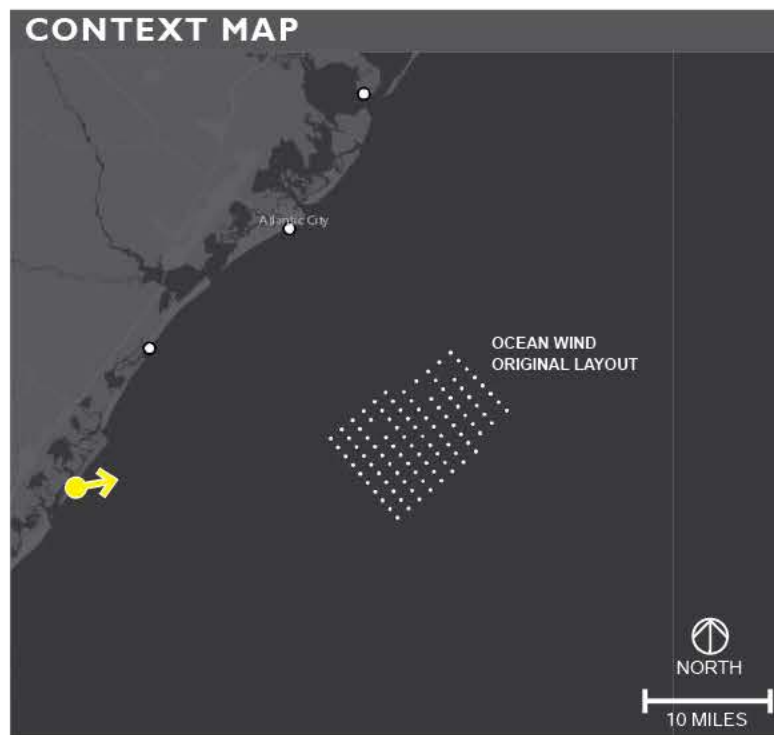 CONTEXT MAP
Atlantic City
OCEAN WIND
ORIGINAL LAYOUT
NORTH
10 MILES